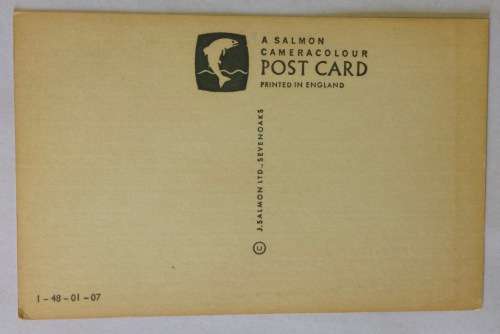 A SALMON
CAMERACOLOUR
POST CARD
PRINTED IN ENGLAND
© J. SALMON LTD., SEVENOAKS
1-48-01-07